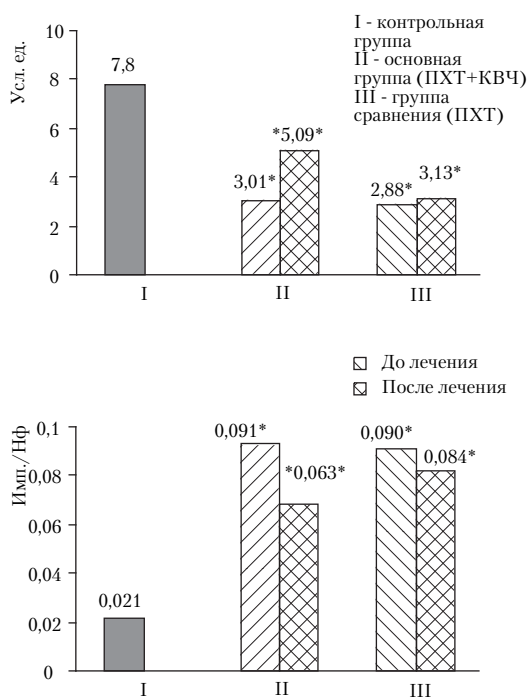 Усл. ед.
10
8
6
4
2
0
7,8
3,01*
*5,09*
2,88*
3,13*
I
II
III
I - контрольная
группа
II - основная
группа (ПХТ+КВЧ)
III - группа
сравнения (ПХТ)
До лечения
После лечения
Имп./Нф
0,1
0,08
0,06
0,04
0,02
0
0,021
0,091*
*0,063*
0,090*
0,084*
I
II
III